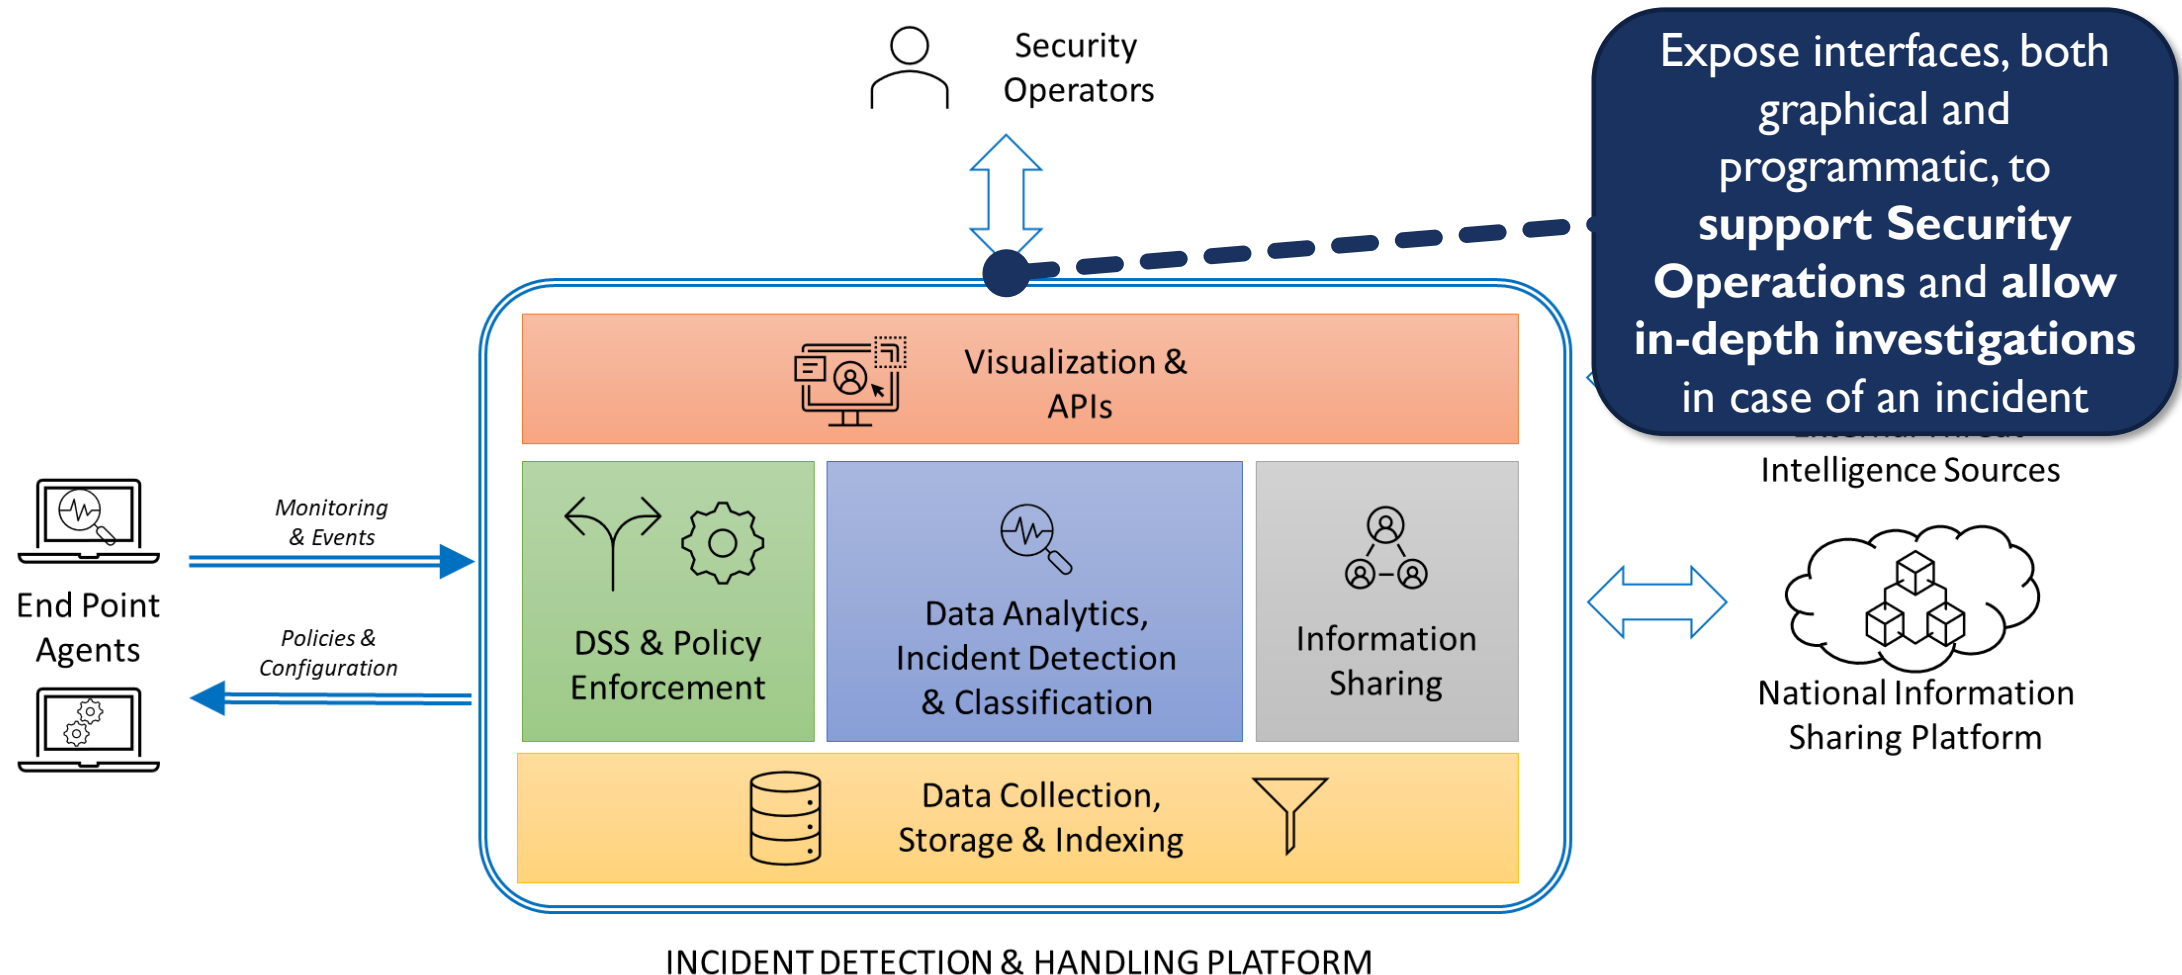 Security
Operators
Expose interfaces, both
graphical and
programmatic, to
support Security
Operations and allow
in-depth investigations
in case of an incident
Visualization &
APIs
Intelligence Sources
Monitoring
& Events
End Point
Agents
Policies &
Configuration
DSS & Policy
Enforcement
Data Analytics,
Incident Detection
& Classification
Information
Sharing
National Information
Sharing Platform
Data Collection,
Storage & Indexing
INCIDENT DETECTION & HANDLING PLATFORM